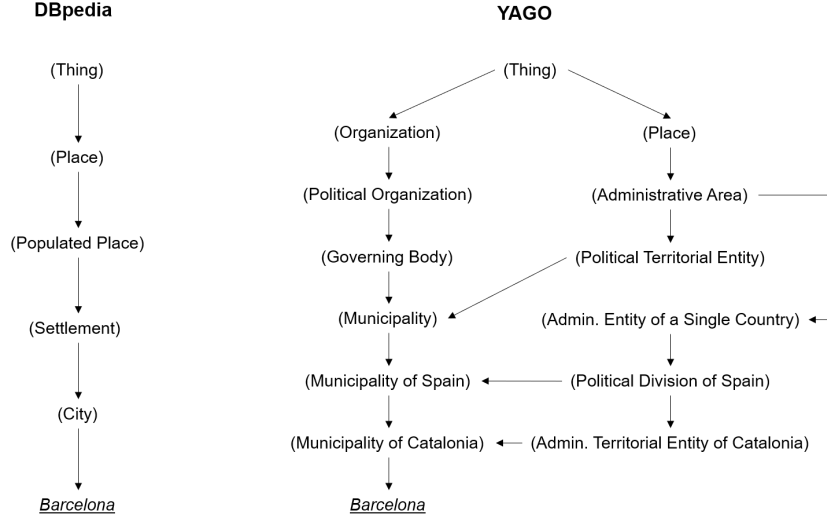 DBpedia
(Thing)
(Place)
(Populated Place)
(Settlement)
(City)
Barcelona
YAGO
(Thing)
(Organization)
(Place)
(Political Organization)
(Administrative Area)
(Governing Body)
(Political Territorial Entity)
(Municipality)
(Admin. Entity of a Single Country)
(Municipality of Spain)
(Political Division of Spain)
(Municipality of Catalonia)
(Admin. Territorial Entity of Catalonia)
Barcelona